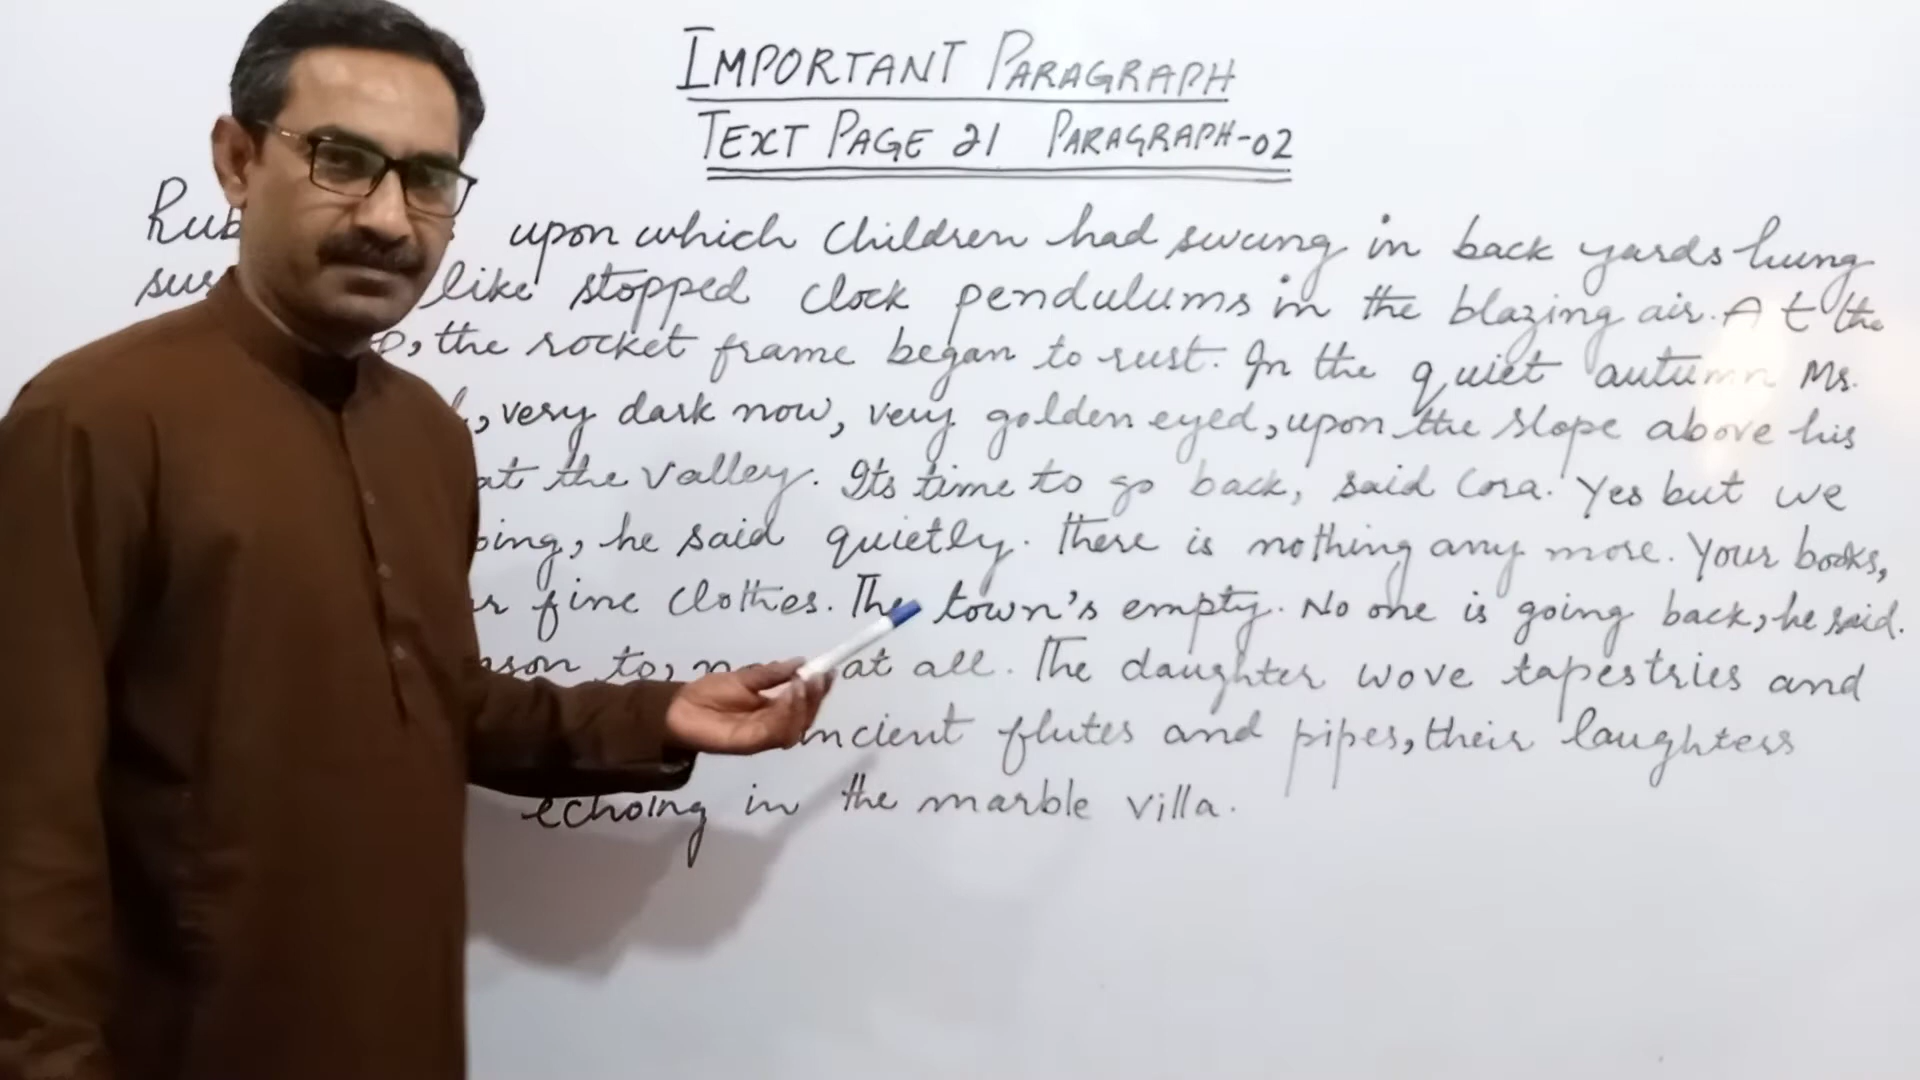 IMPORTANT PARAGRAPH
TEXT PAGE 21 PARAGRAPH-02
upon which children had swung in back yards hung
like stopped clock pendulums in the blazing air. At the
, the rocket frame began to rust. In the quiet autumn Mr.
, very dark now, very golden eyed, upon the slope above his
at the valley. Its time to go back, said Cora. Yes but we
, he said quietly. There is nothing any more. Your books,
fine clothes. The town's empty. No one is going back, he said.
to, at all. The daughter wove tapestries and
ancient flutes and pipes, their laughters
echoing in the marble villa.